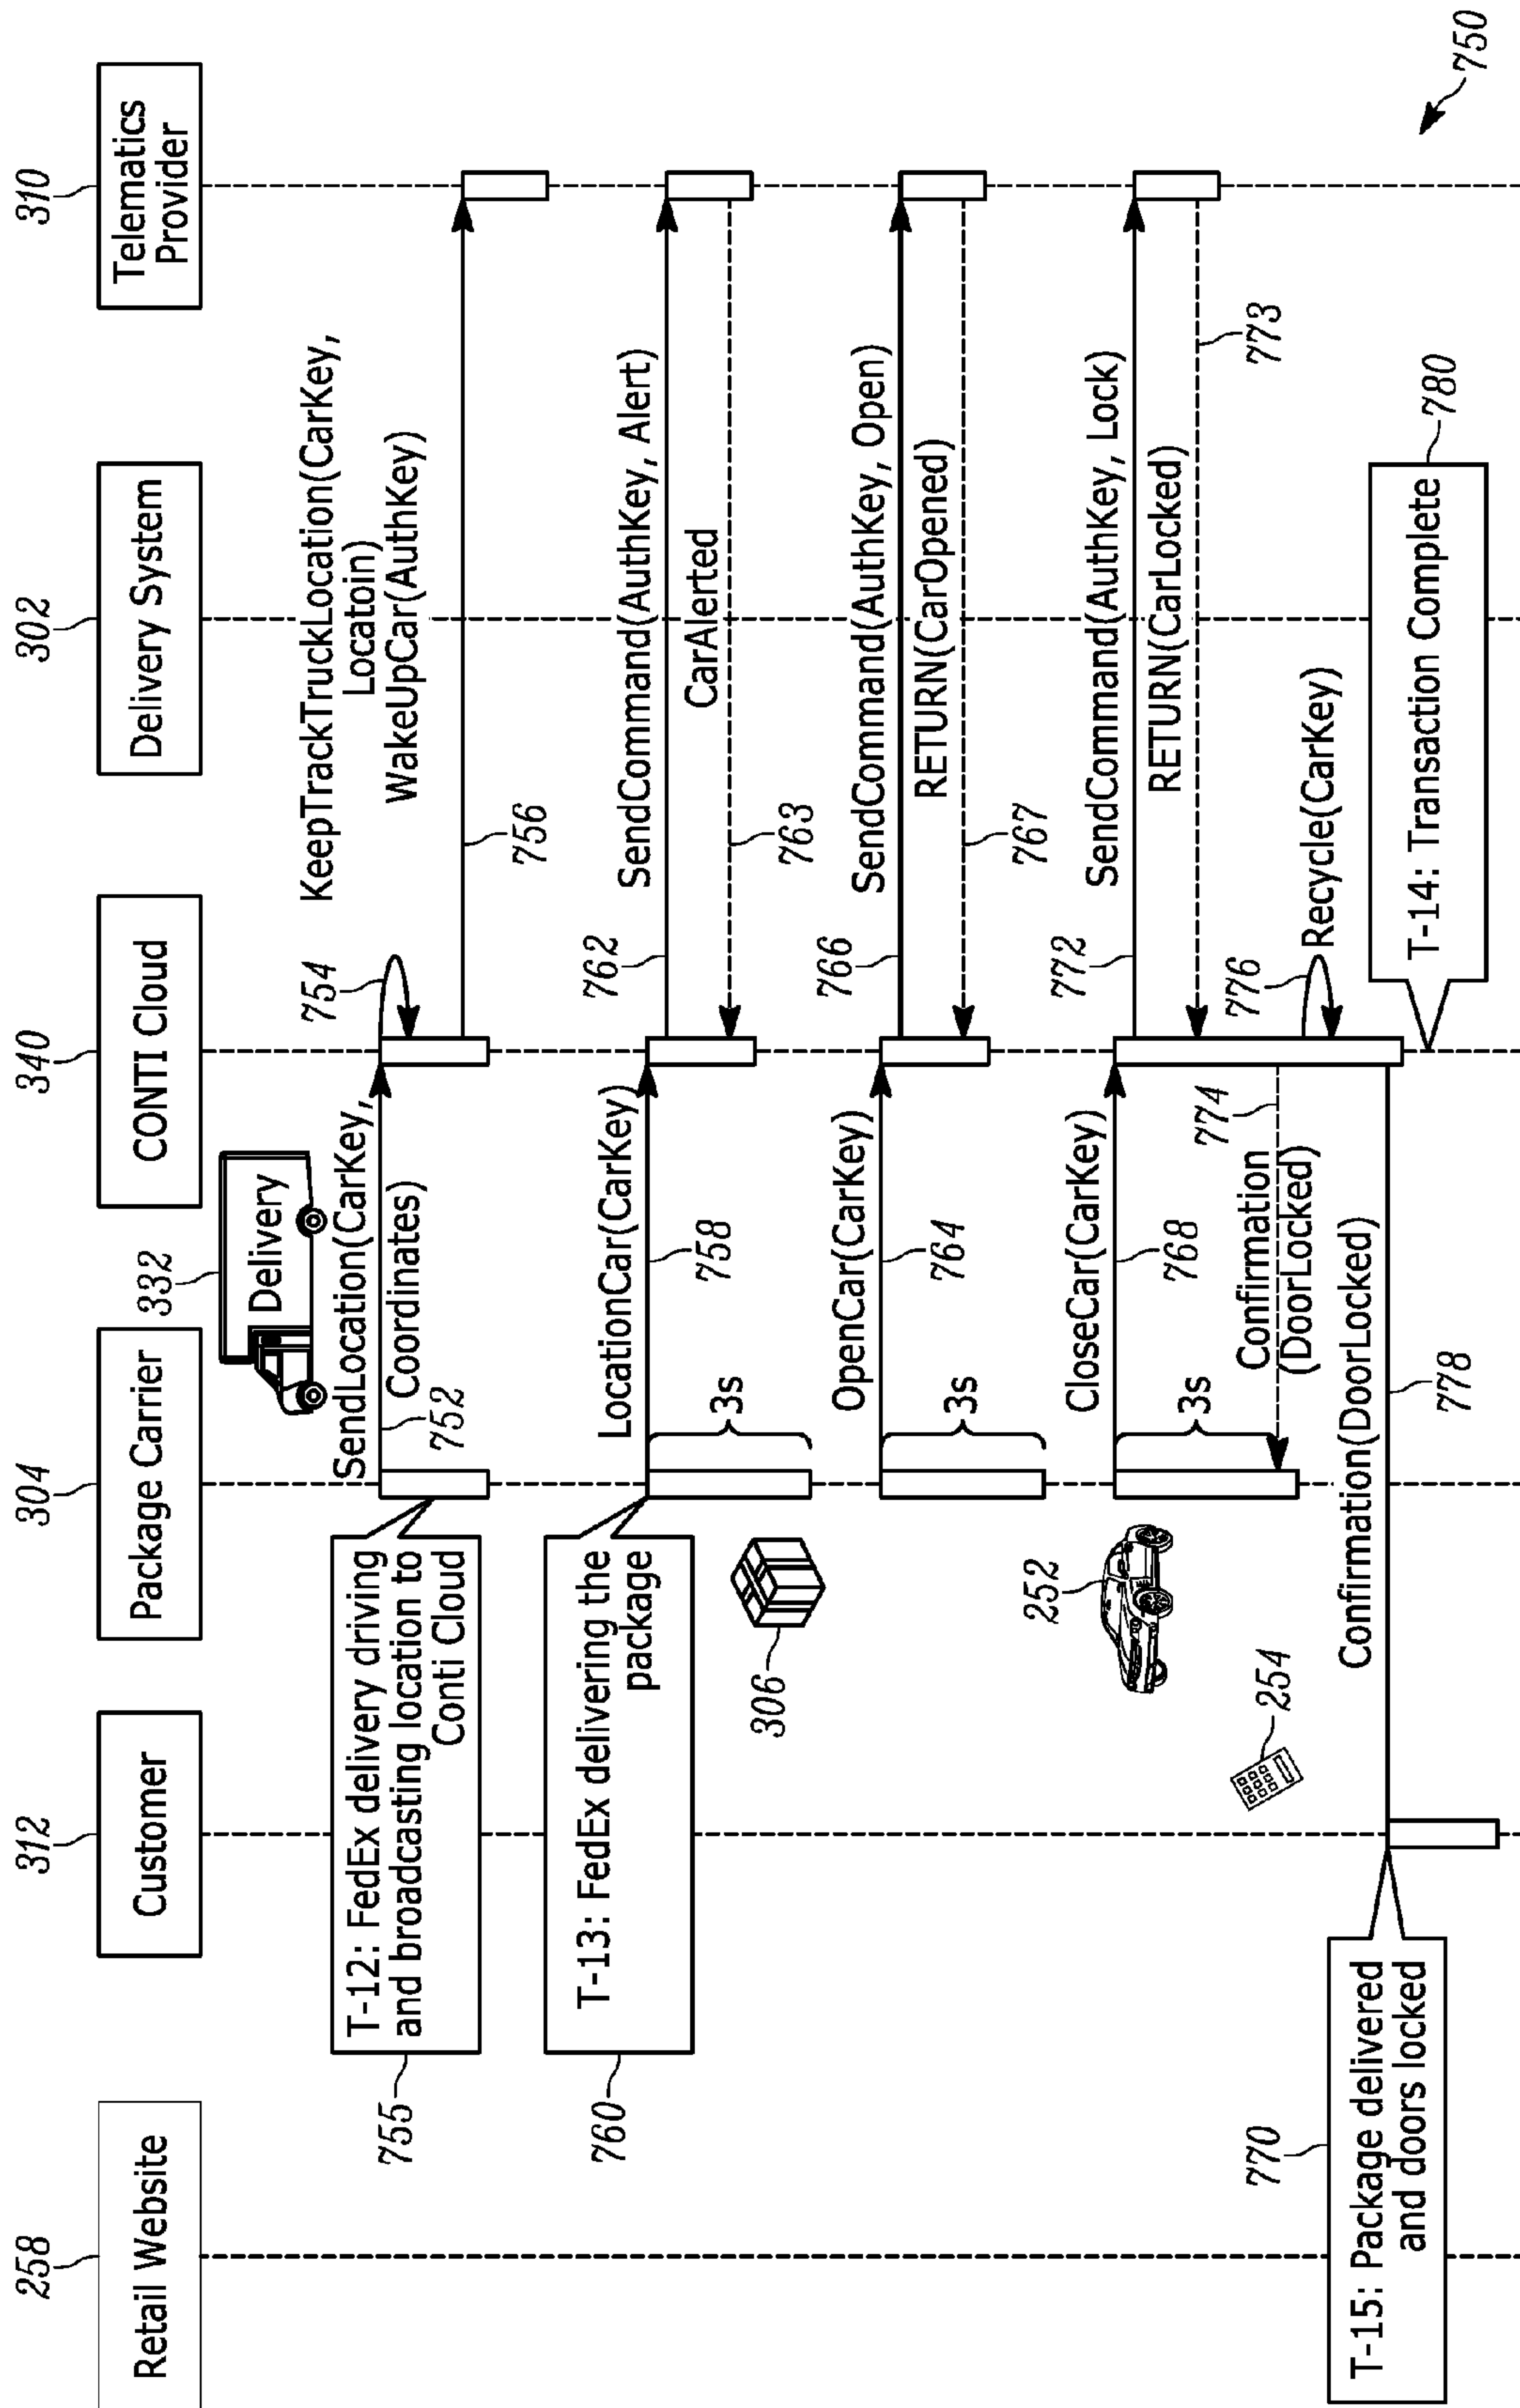 258
312
304
340
302
310
Retail Website
Customer
Package Carrier
CONTI Cloud
Delivery System
Telematics
Provider
332
Delivery
754
KeepTrackTruckLocation(CarKey,
Locatoin)
WakeUpCar(AuthKey)
SendLocation(CarKey,
Coordinates)
752
756
T-12: FedEx delivery driving
and broadcasting location to
Conti Cloud
755
762
SendCommand(AuthKey, Alert)
CarAlerted
763
LocationCar(CarKey)
758
3s
T-13: FedEx delivering the
package
760
306
766
SendCommand(AuthKey, Open)
RETURN(CarOpened)
767
OpenCar(CarKey)
764
3s
772
SendCommand(AuthKey, Lock)
RETURN(CarLocked)
773
CloseCar(CarKey)
768
3s
252
254
774
Confirmation
(DoorLocked)
776
Recycle(CarKey)
Confirmation(DoorLocked)
778
770
T-15: Package delivered
and doors locked
T-14: Transaction Complete
780
750